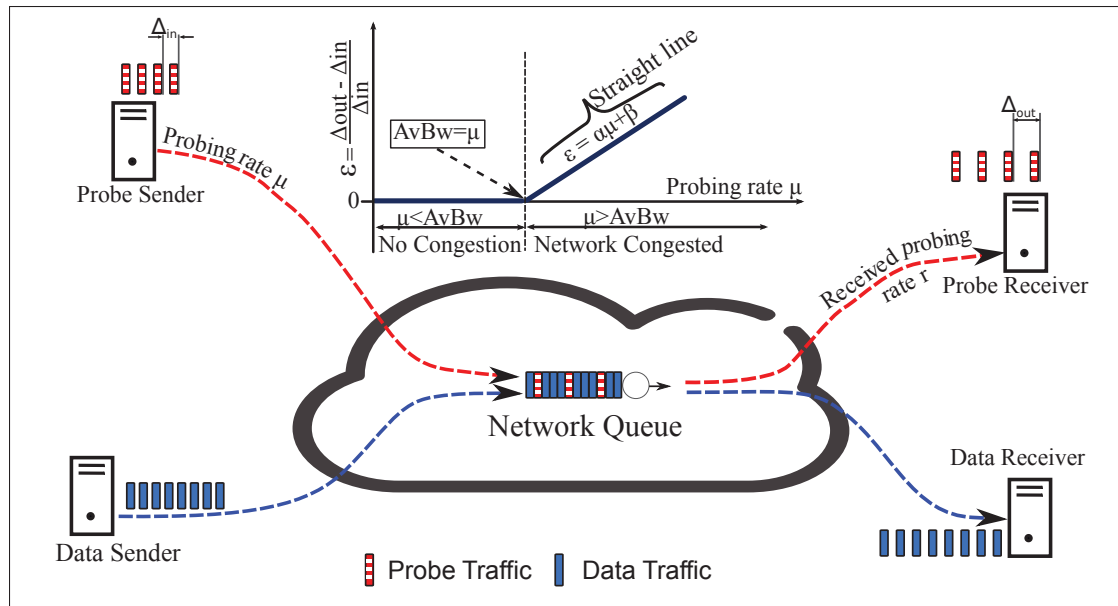 Δin
Probe Sender
Probing rate μ
ε = Δout - Δin
Δin
Straight line
ε = αμ+β
AvBw=μ
0
Probing rate μ
μ<AvBw
μ>AvBw
No Congestion
Network Congested
Δout
Probe Receiver
Received probing
rate r
Network Queue
Data Sender
Data Receiver
Probe Traffic
Data Traffic